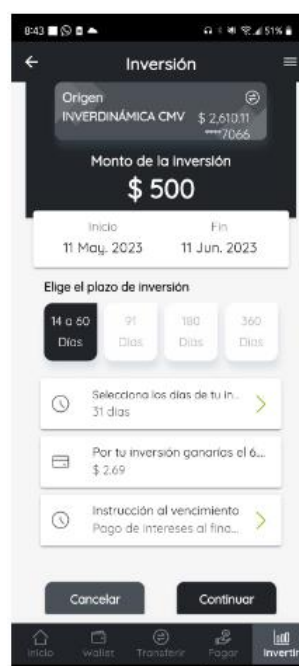 8:43
51%
Inversión
Origen
INVERDINÁMICA CMV $ 2,610.11
****7066
Monto de la inversión
$ 500
Inicio Fin
11 May. 2023 11 Jun. 2023
Elige el plazo de inversión
14 a 60 91 180 360
Días Días Días Días
Selecciona los días de tu in...
31 días
Por tu inversión ganarías el 6....
$ 2.69
Instrucción al vencimiento
Pago de intereses al fina...
Cancelar Continuar
Inicio Wallet Transferir Pagar Invertir